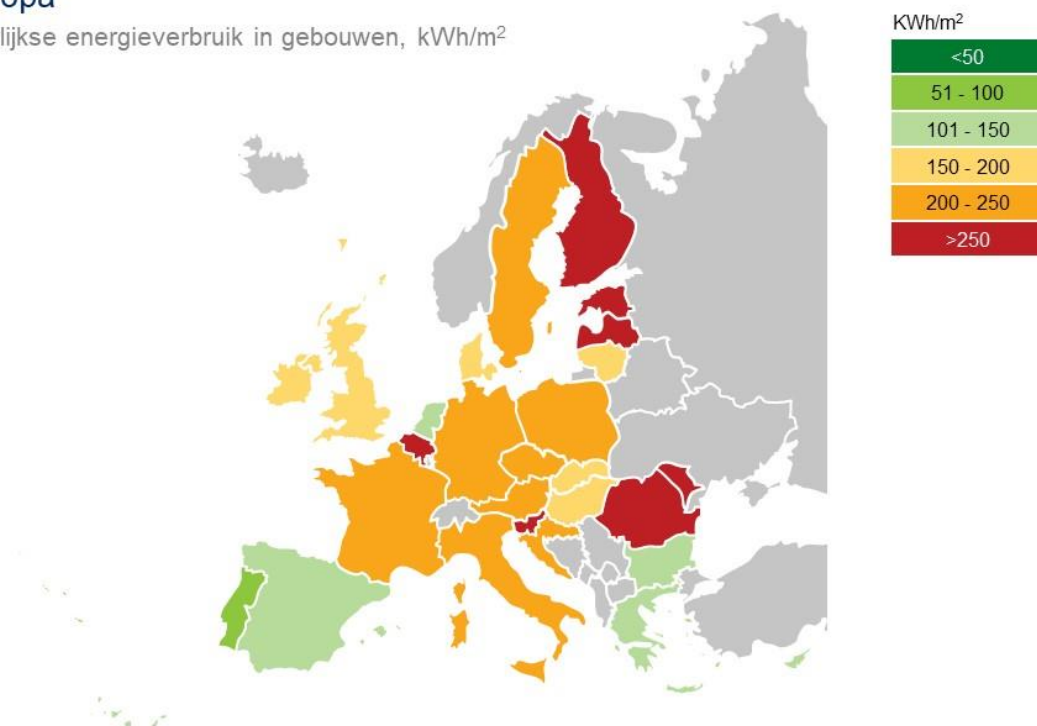 opa
lijkse energieverbruik in gebouwen, kWh/m²
KWh/m²
<50
51 - 100
101 - 150
150 - 200
200 - 250
>250